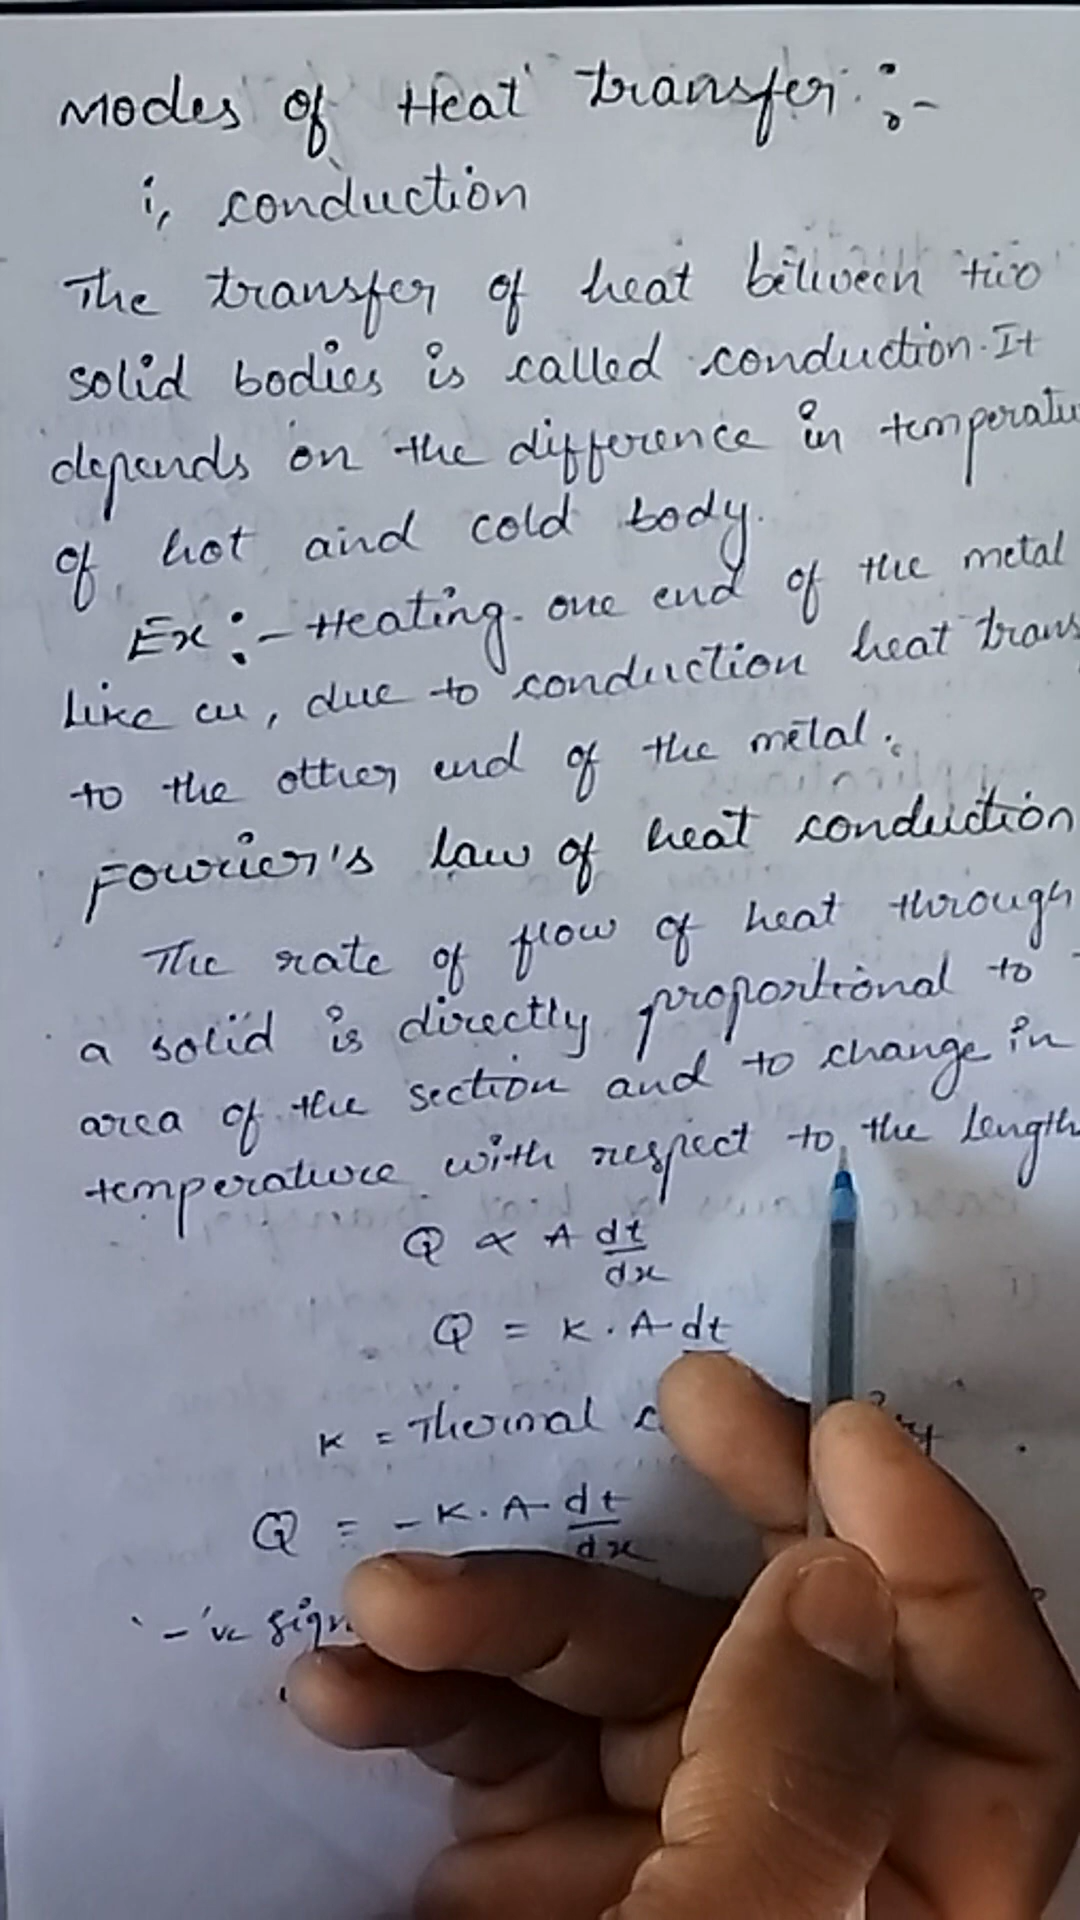 Modes of Heat transfer :-
i, conduction
The transfer of heat between two
solid bodies is called conduction. It
depends on the difference in temperatu
of hot and cold body.
Ex :- Heating one end of the metal
Like cu, due to conduction heat trans
to the other end of the metal.
Fourier's law of heat conduction
The rate of flow of heat through
a solid is directly proportional to
area of the section and to change in
temperature with respect to the length
Q ∝ A dt/dx
Q = K . A dt
K = Thermal c
Q = - K . A dt/dx
'-'ve sign